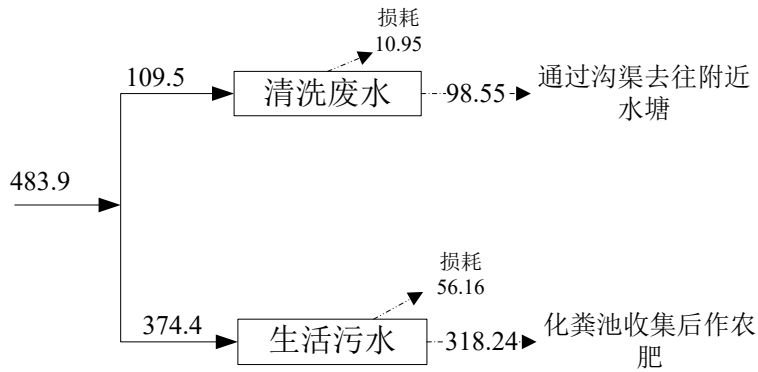 损耗
10.95
109.5
清洗废水
98.55
通过沟渠去往附近
水塘
483.9
损耗
56.16
374.4
生活污水
318.24
化粪池收集后作农
肥